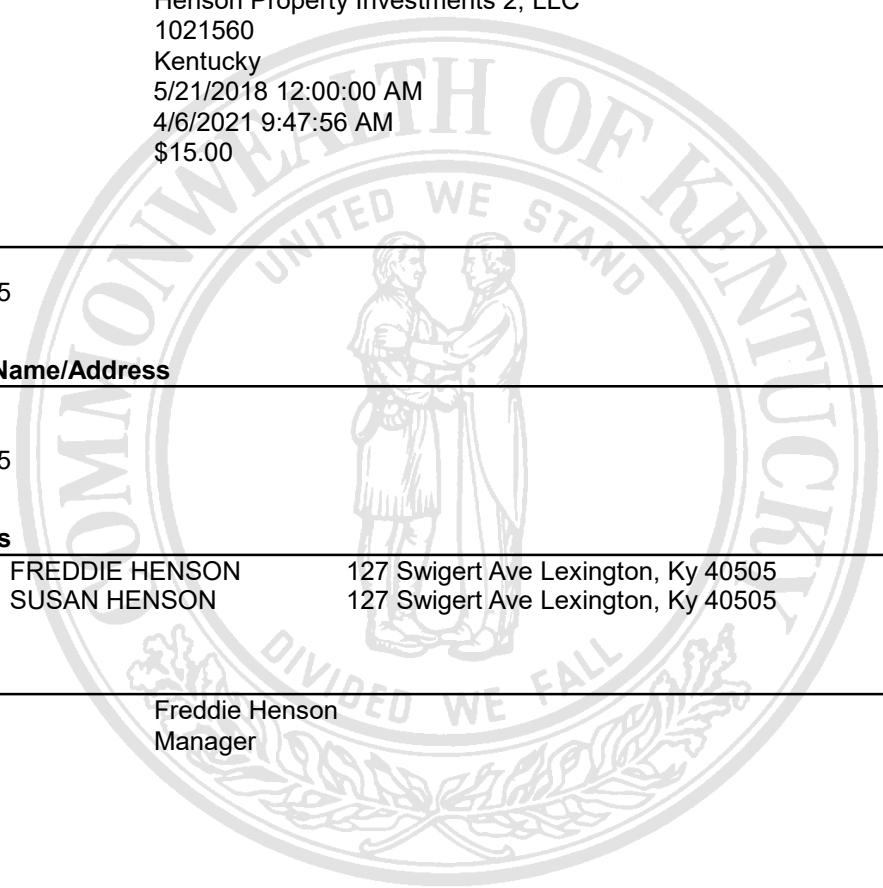 Henson Property Investments 2, LLC
1021560
Kentucky
5/21/2018 12:00:00 AM
4/6/2021 9:47:56 AM
$15.00
COMMONWEALTH OF KENTUCKY
UNITED WE STAND
5
Name/Address
5
s
FREDDIE HENSON 127 Swigert Ave Lexington, Ky 40505
SUSAN HENSON 127 Swigert Ave Lexington, Ky 40505
DIVIDED WE FALL
Freddie Henson
Manager